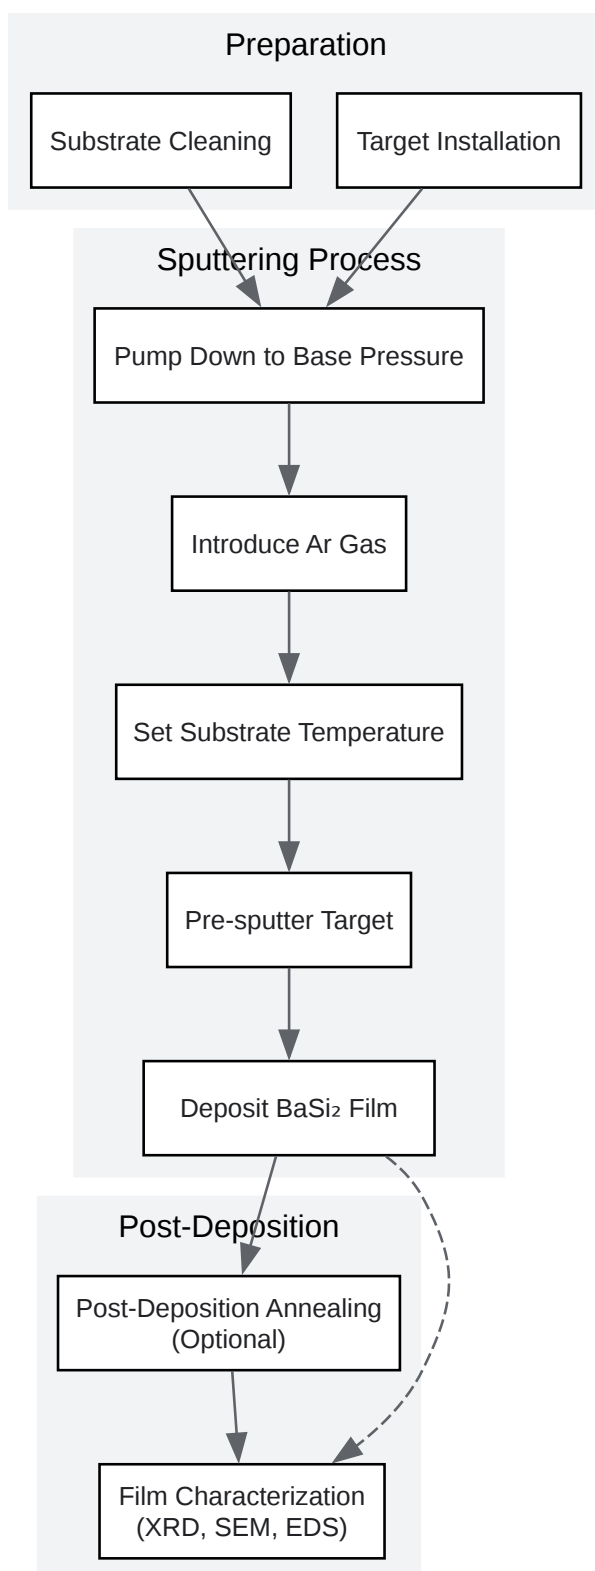 Preparation
Substrate Cleaning
Target Installation
Sputtering Process
Pump Down to Base Pressure
Introduce Ar Gas
Set Substrate Temperature
Pre-sputter Target
Deposit BaSi₂ Film
Post-Deposition
Post-Deposition Annealing
(Optional)
Film Characterization
(XRD, SEM, EDS)